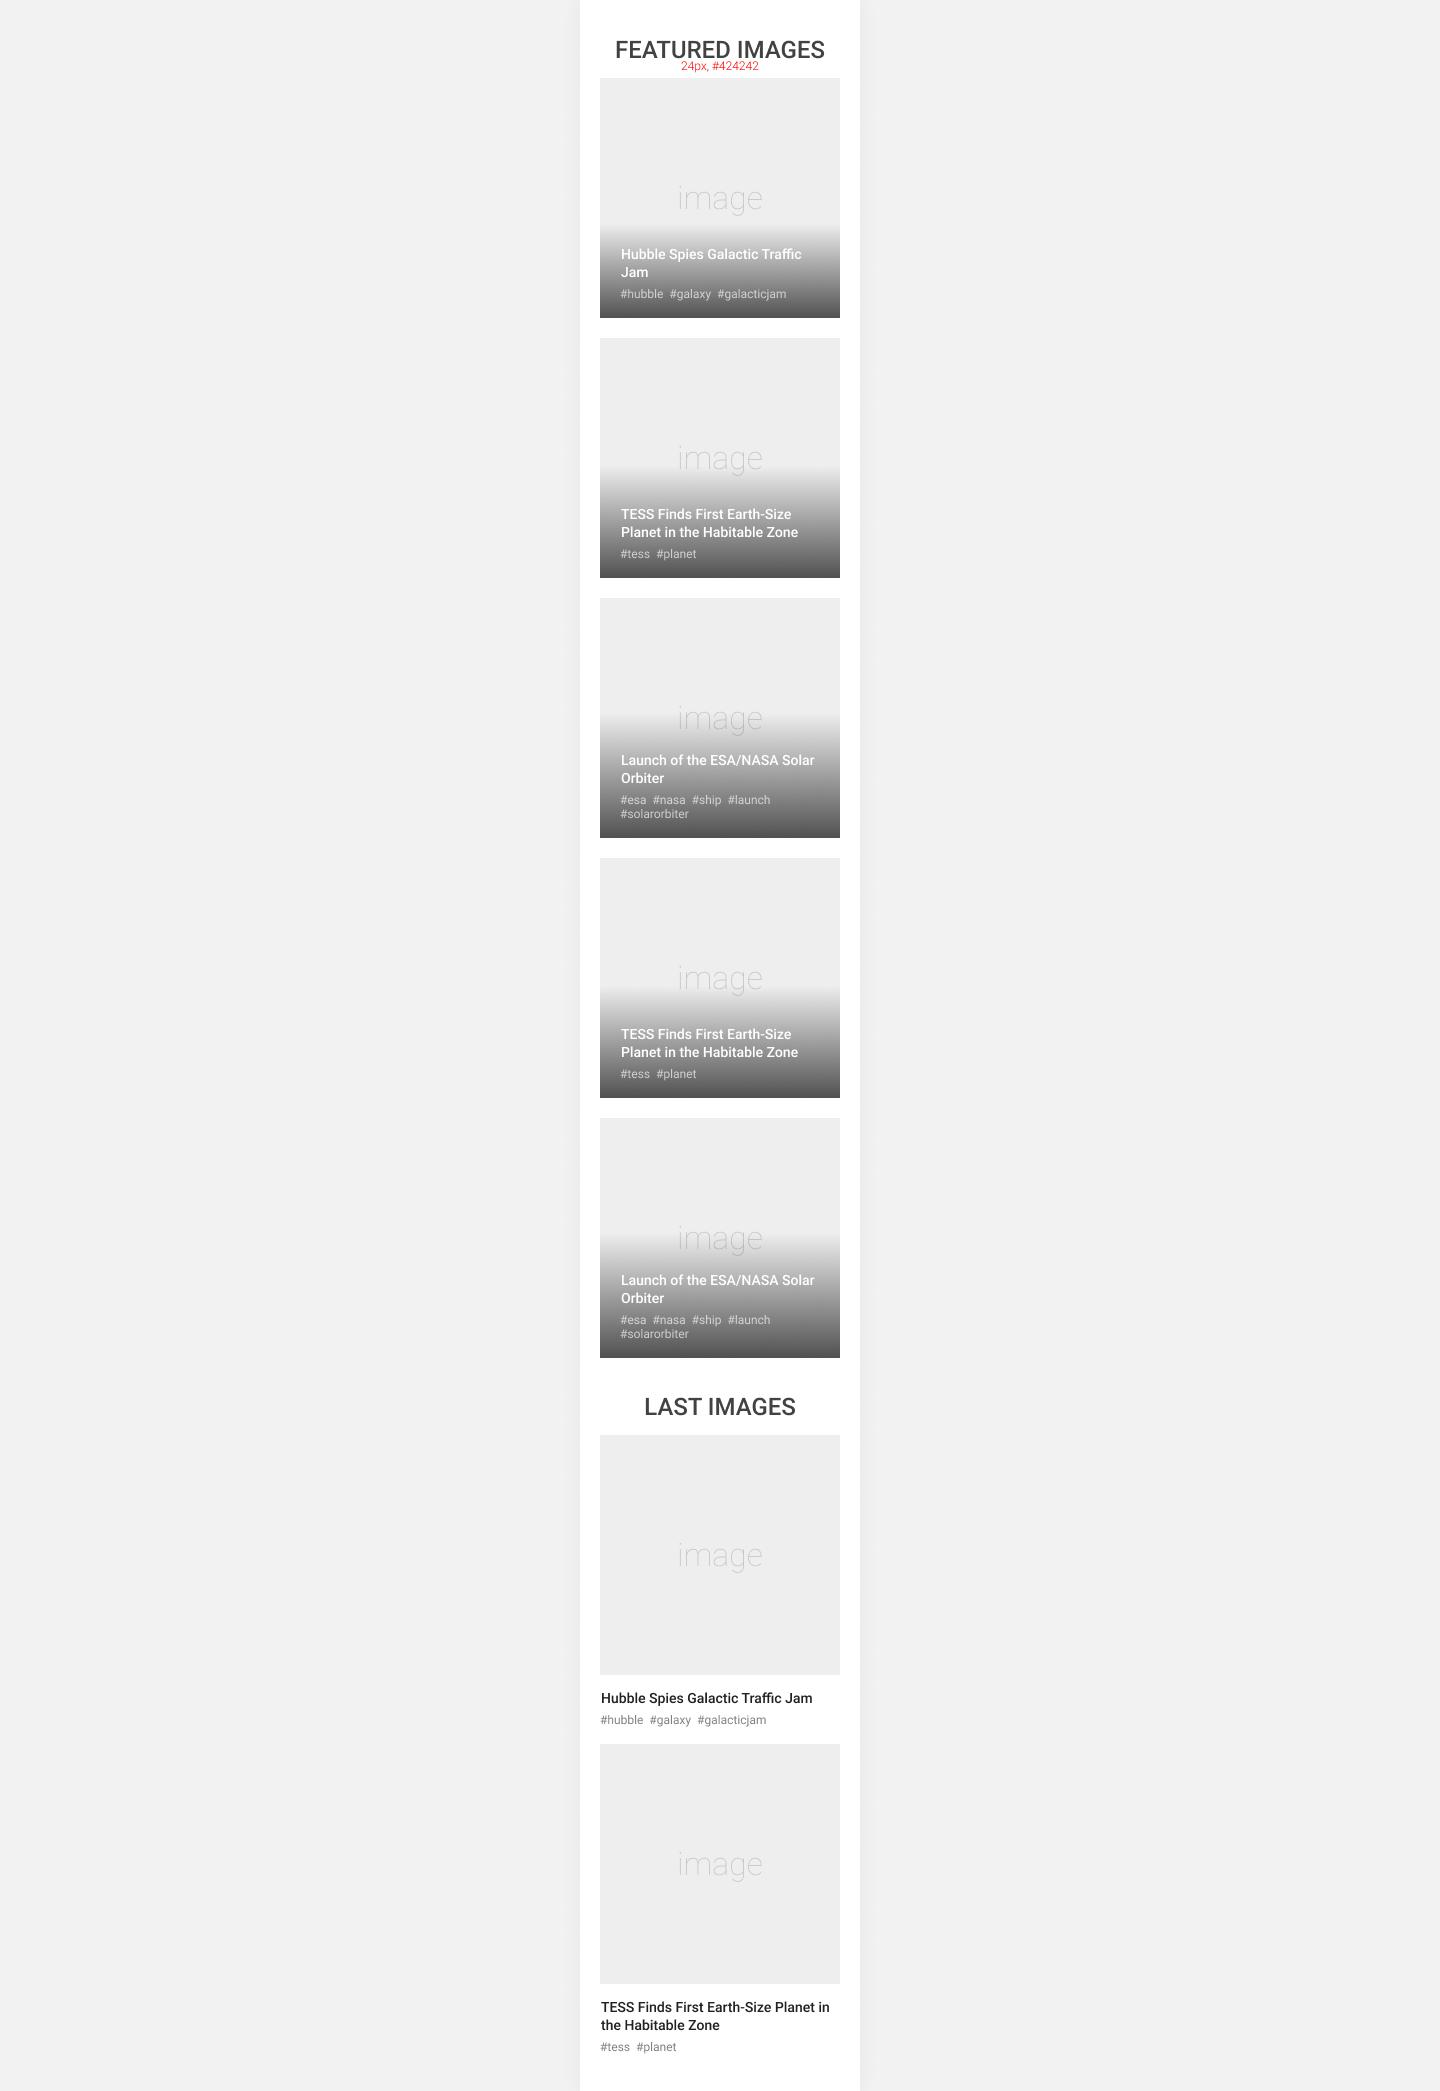 FEATURED IMAGES
24px, #424242
image
Hubble Spies Galactic Traffic
Jam
#hubble #galaxy #galacticjam
image
TESS Finds First Earth-Size
Planet in the Habitable Zone
#tess #planet
image
Launch of the ESA/NASA Solar
Orbiter
#esa #nasa #ship #launch
#solarorbiter
image
TESS Finds First Earth-Size
Planet in the Habitable Zone
#tess #planet
image
Launch of the ESA/NASA Solar
Orbiter
#esa #nasa #ship #launch
#solarorbiter
LAST IMAGES
image
Hubble Spies Galactic Traffic Jam
#hubble #galaxy #galacticjam
image
TESS Finds First Earth-Size Planet in
the Habitable Zone
#tess #planet